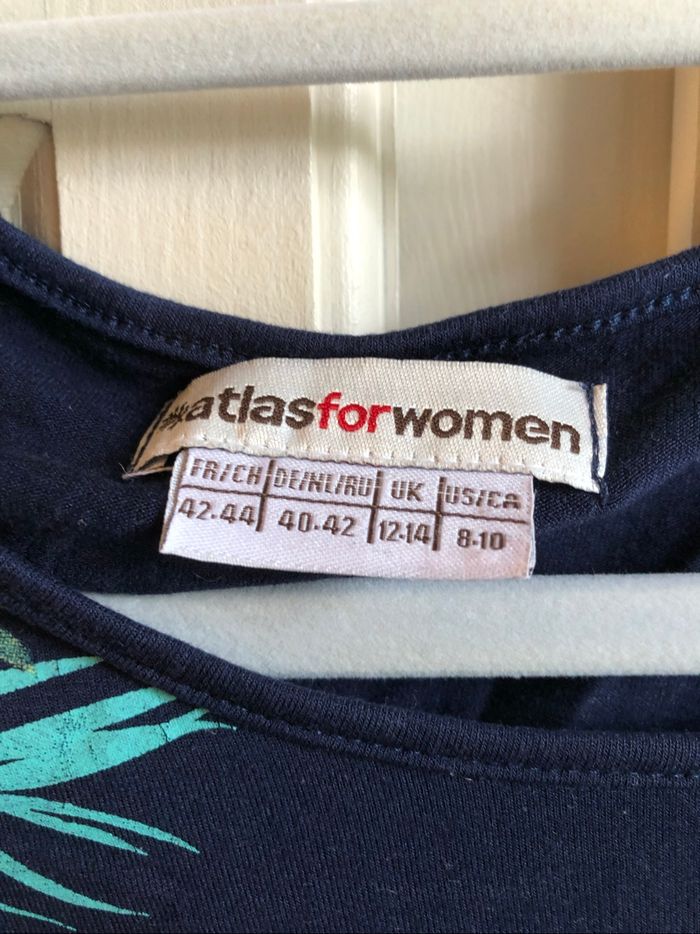 atlasforwomen
FR/CH DE/NL/RU UK US/CA
42.44 40.42 12.14 8.10